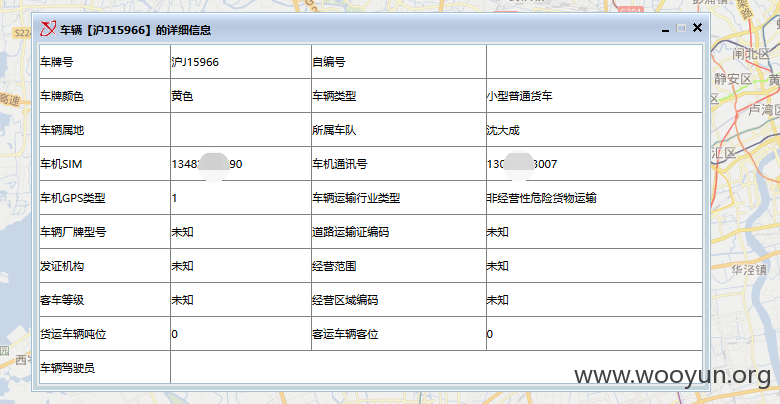 G204
S224
闸北区
静安区
卢湾区
汇区
华泾镇
车辆【沪J15966】的详细信息
车牌号 沪J15966 自编号
车牌颜色 黄色 车辆类型 小型普通货车
车辆属地 所属车队 沈大成
车机SIM 1348 90 车机通讯号 130 3007
车机GPS类型 1 车辆运输行业类型 非经营性危险货物运输
车辆厂牌型号 未知 道路运输证编码 未知
发证机构 未知 经营范围 未知
客车等级 未知 经营区域编码 未知
货运车辆吨位 0 客运车辆客位 0
车辆驾驶员
www.wooyun.org